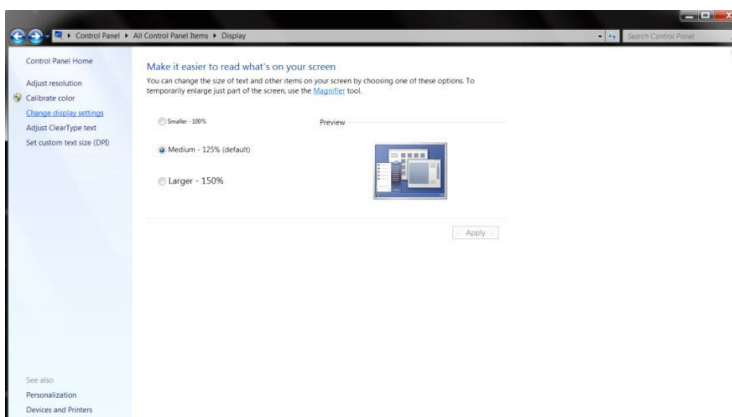 Control Panel ▸ All Control Panel Items ▸ Display
Search Control Panel
Control Panel Home
Adjust resolution
Calibrate color
Change display settings
Adjust ClearType text
Set custom text size (DPI)
See also
Personalization
Devices and Printers
Make it easier to read what's on your screen
You can change the size of text and other items on your screen by choosing one of these options. To
temporarily enlarge just part of the screen, use the Magnifier tool.
Smaller - 100%
Preview
Medium - 125% (default)
Larger - 150%
Apply